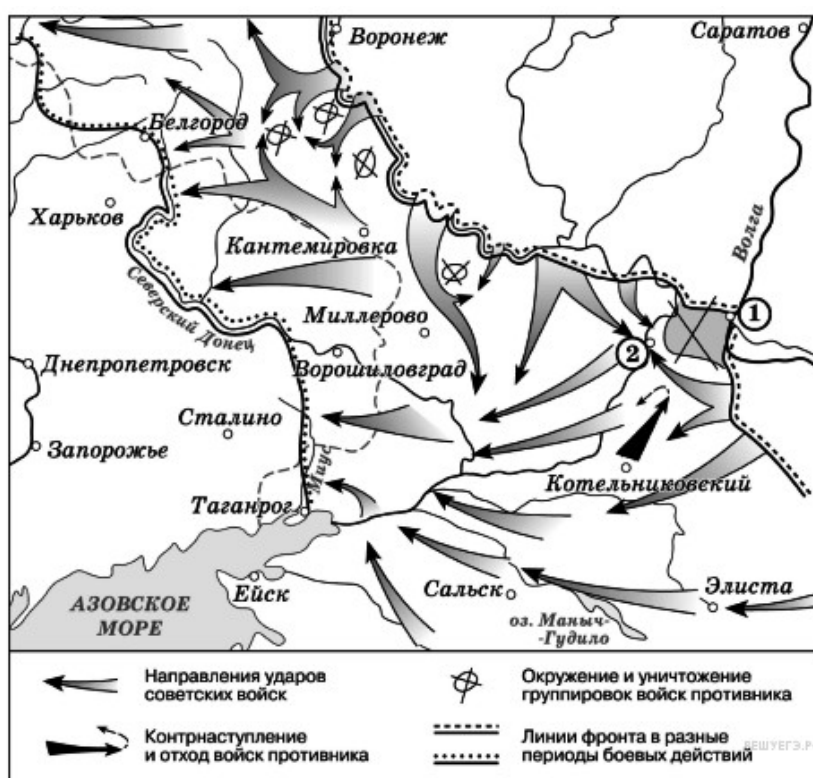 Воронеж
Саратов
Белгород
Харьков
Волга
Кантемировка
Северский Донец
Миллерово
1
2
Днепропетровск
Ворошиловград
Сталино
Запорожье
Котельниковский
Миус
Таганрог
Ейск
Сальск
Элиста
АЗОВСКОЕ
МОРЕ
оз. Маныч-
-Гудило
Направления ударов
советских войск
Окружение и уничтожение
группировок войск противника
Контрнаступление
и отход войск противника
Линии фронта в разные
периоды боевых действий